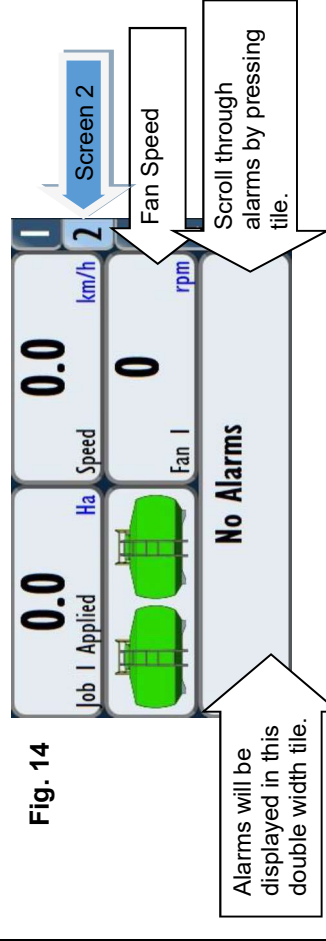 Fig. 14
0.0
Job 1 Applied Ha
0.0
Speed km/h
1
2
Screen 2
Fan 1
0
rpm
Fan Speed
No Alarms
Alarms will be
displayed in this
double width tile.
Scroll through
alarms by pressing
tile.